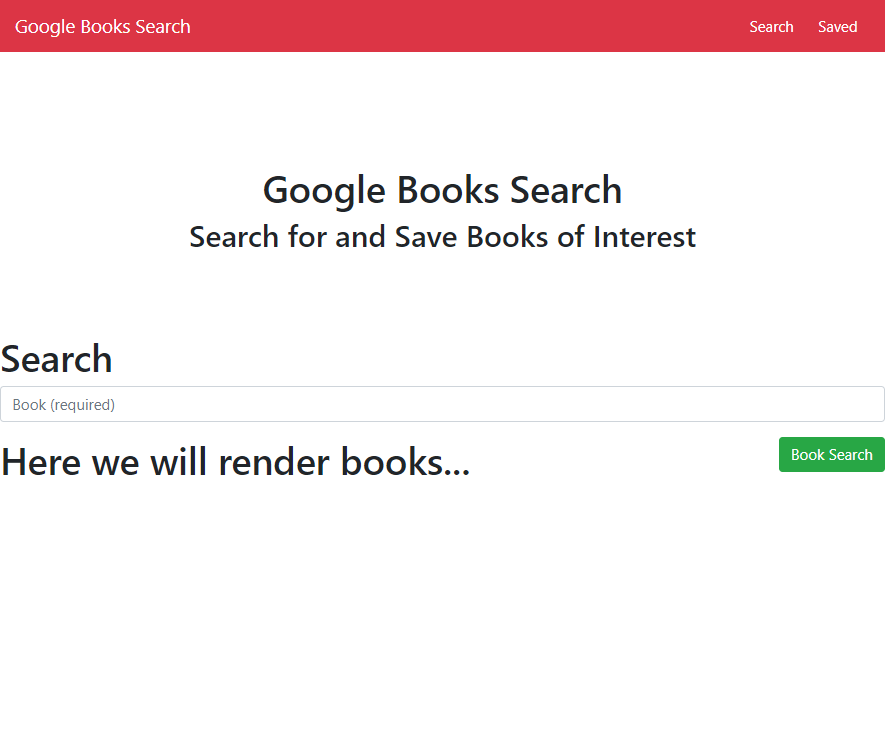 Google Books Search
Search
Saved
Google Books Search
Search for and Save Books of Interest
Search
Book (required)
Here we will render books...
Book Search